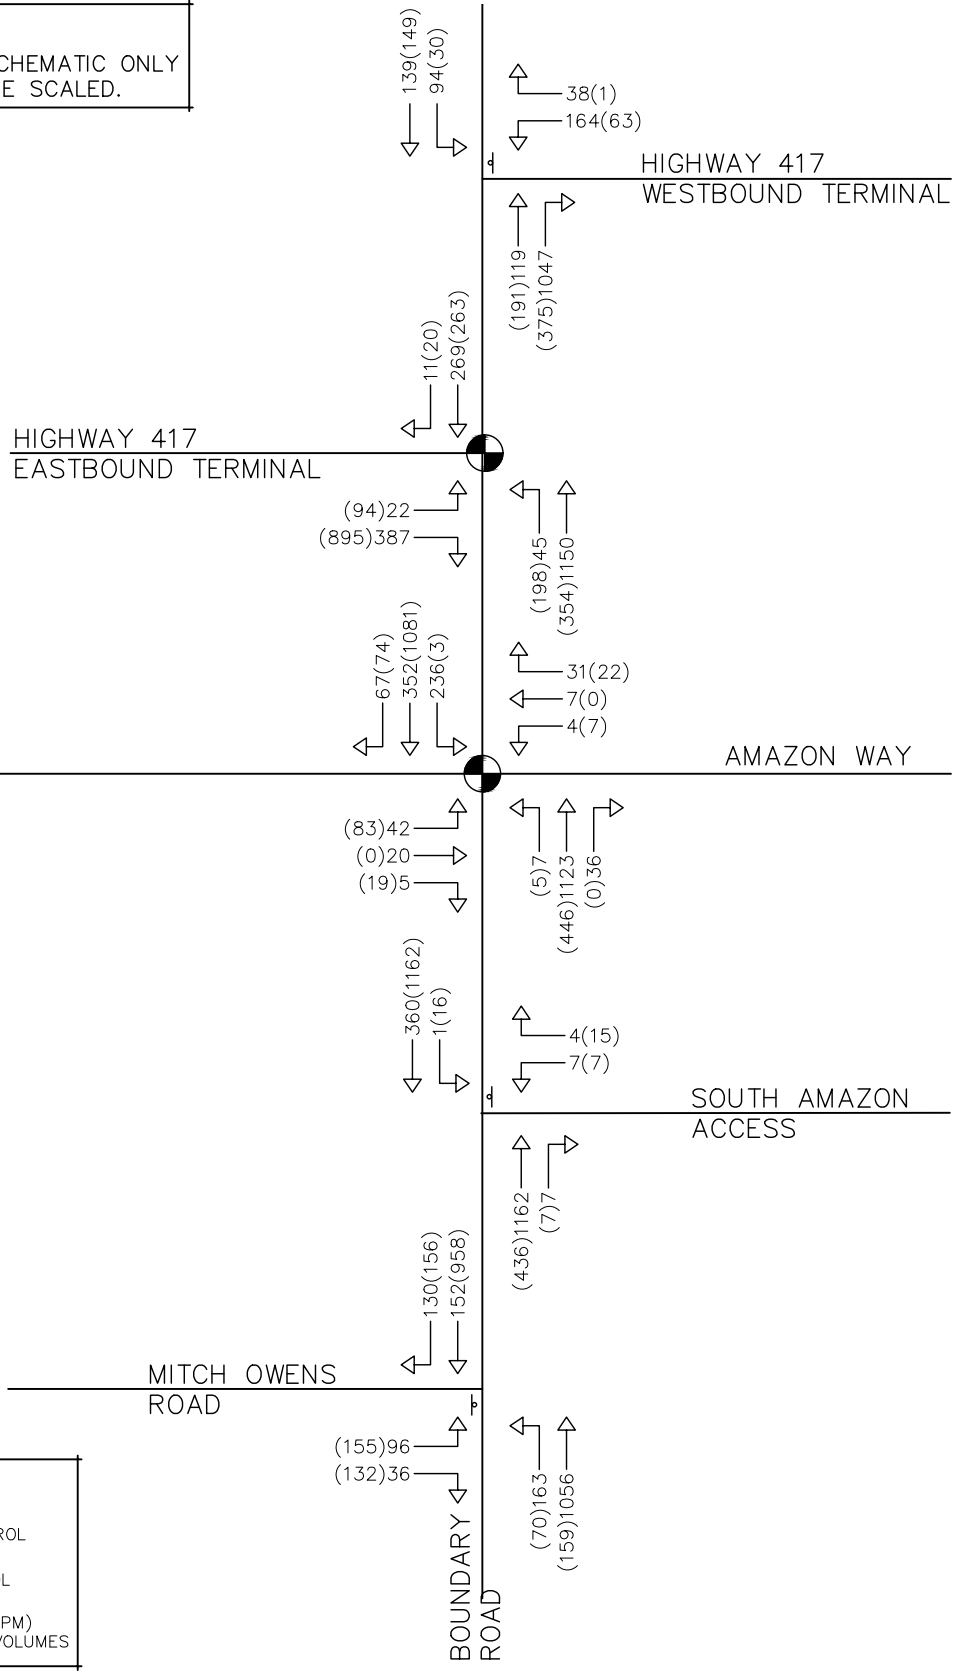 CHEMATIC ONLY
E SCALED.
139(149)
94(30)
38(1)
164(63)
HIGHWAY 417
WESTBOUND TERMINAL
(191)119
(375)1047
11(20)
269(263)
HIGHWAY 417
EASTBOUND TERMINAL
(94)22
(895)387
(198)45
(354)1150
67(74)
352(1081)
236(3)
31(22)
7(0)
4(7)
AMAZON WAY
(83)42
(0)20
(19)5
(5)7
(446)1123
(0)36
360(1162)
1(16)
4(15)
7(7)
SOUTH AMAZON
ACCESS
(436)1162
(7)7
130(156)
152(958)
MITCH OWENS
ROAD
(155)96
(132)36
(70)163
(159)1056
BOUNDARY
ROAD
ROL
OL
PM)
VOLUMES